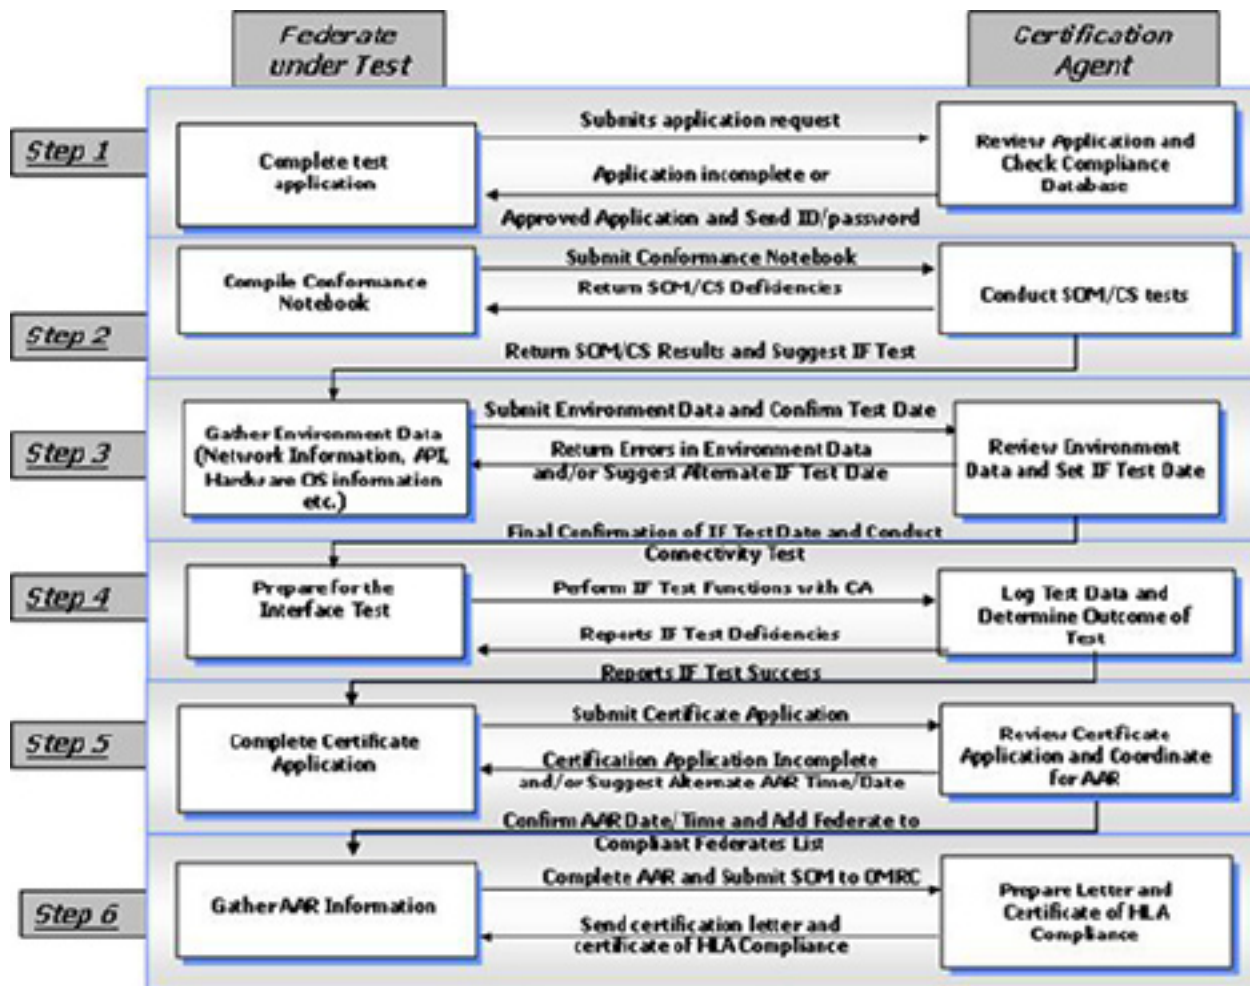 Federate
under Test
Certification
Agent
Step 1
Complete test
application
Submits application request
Application incomplete or
Approved Application and Send ID/password
Review Application and
Check Compliance
Database
Step 2
Compile Conformance
Notebook
Submit Conformance Notebook
Return SOM/CS Deficiencies
Conduct SOM/CS tests
Return SOM/CS Results and Suggest IF Test
Step 3
Gather Environment Data
(Network Information, API,
Hardware OS information
etc.)
Submit Environment Data and Confirm Test Date
Return Errors in Environment Data
and/or Suggest Alternate IF Test Date
Review Environment
Data and Set IF Test Date
Final Confirmation of IF Test Date and Conduct
Connectivity Test
Step 4
Prepare for the
Interface Test
Perform IF Test Functions with CA
Reports IF Test Deficiencies
Log Test Data and
Determine Outcome of
Test
Reports IF Test Success
Step 5
Complete Certificate
Application
Submit Certificate Application
Certification Application Incomplete
and/or Suggest Alternate AAR Time/Date
Review Certificate
Application and Coordinate
for AAR
Confirm AAR Date/ Time and Add Federate to
Compliant Federates List
Step 6
Gather AAR Information
Complete AAR and Submit SOM to OMRC
Send certification letter and
certificate of HLA Compliance
Prepare Letter and
Certificate of HLA
Compliance